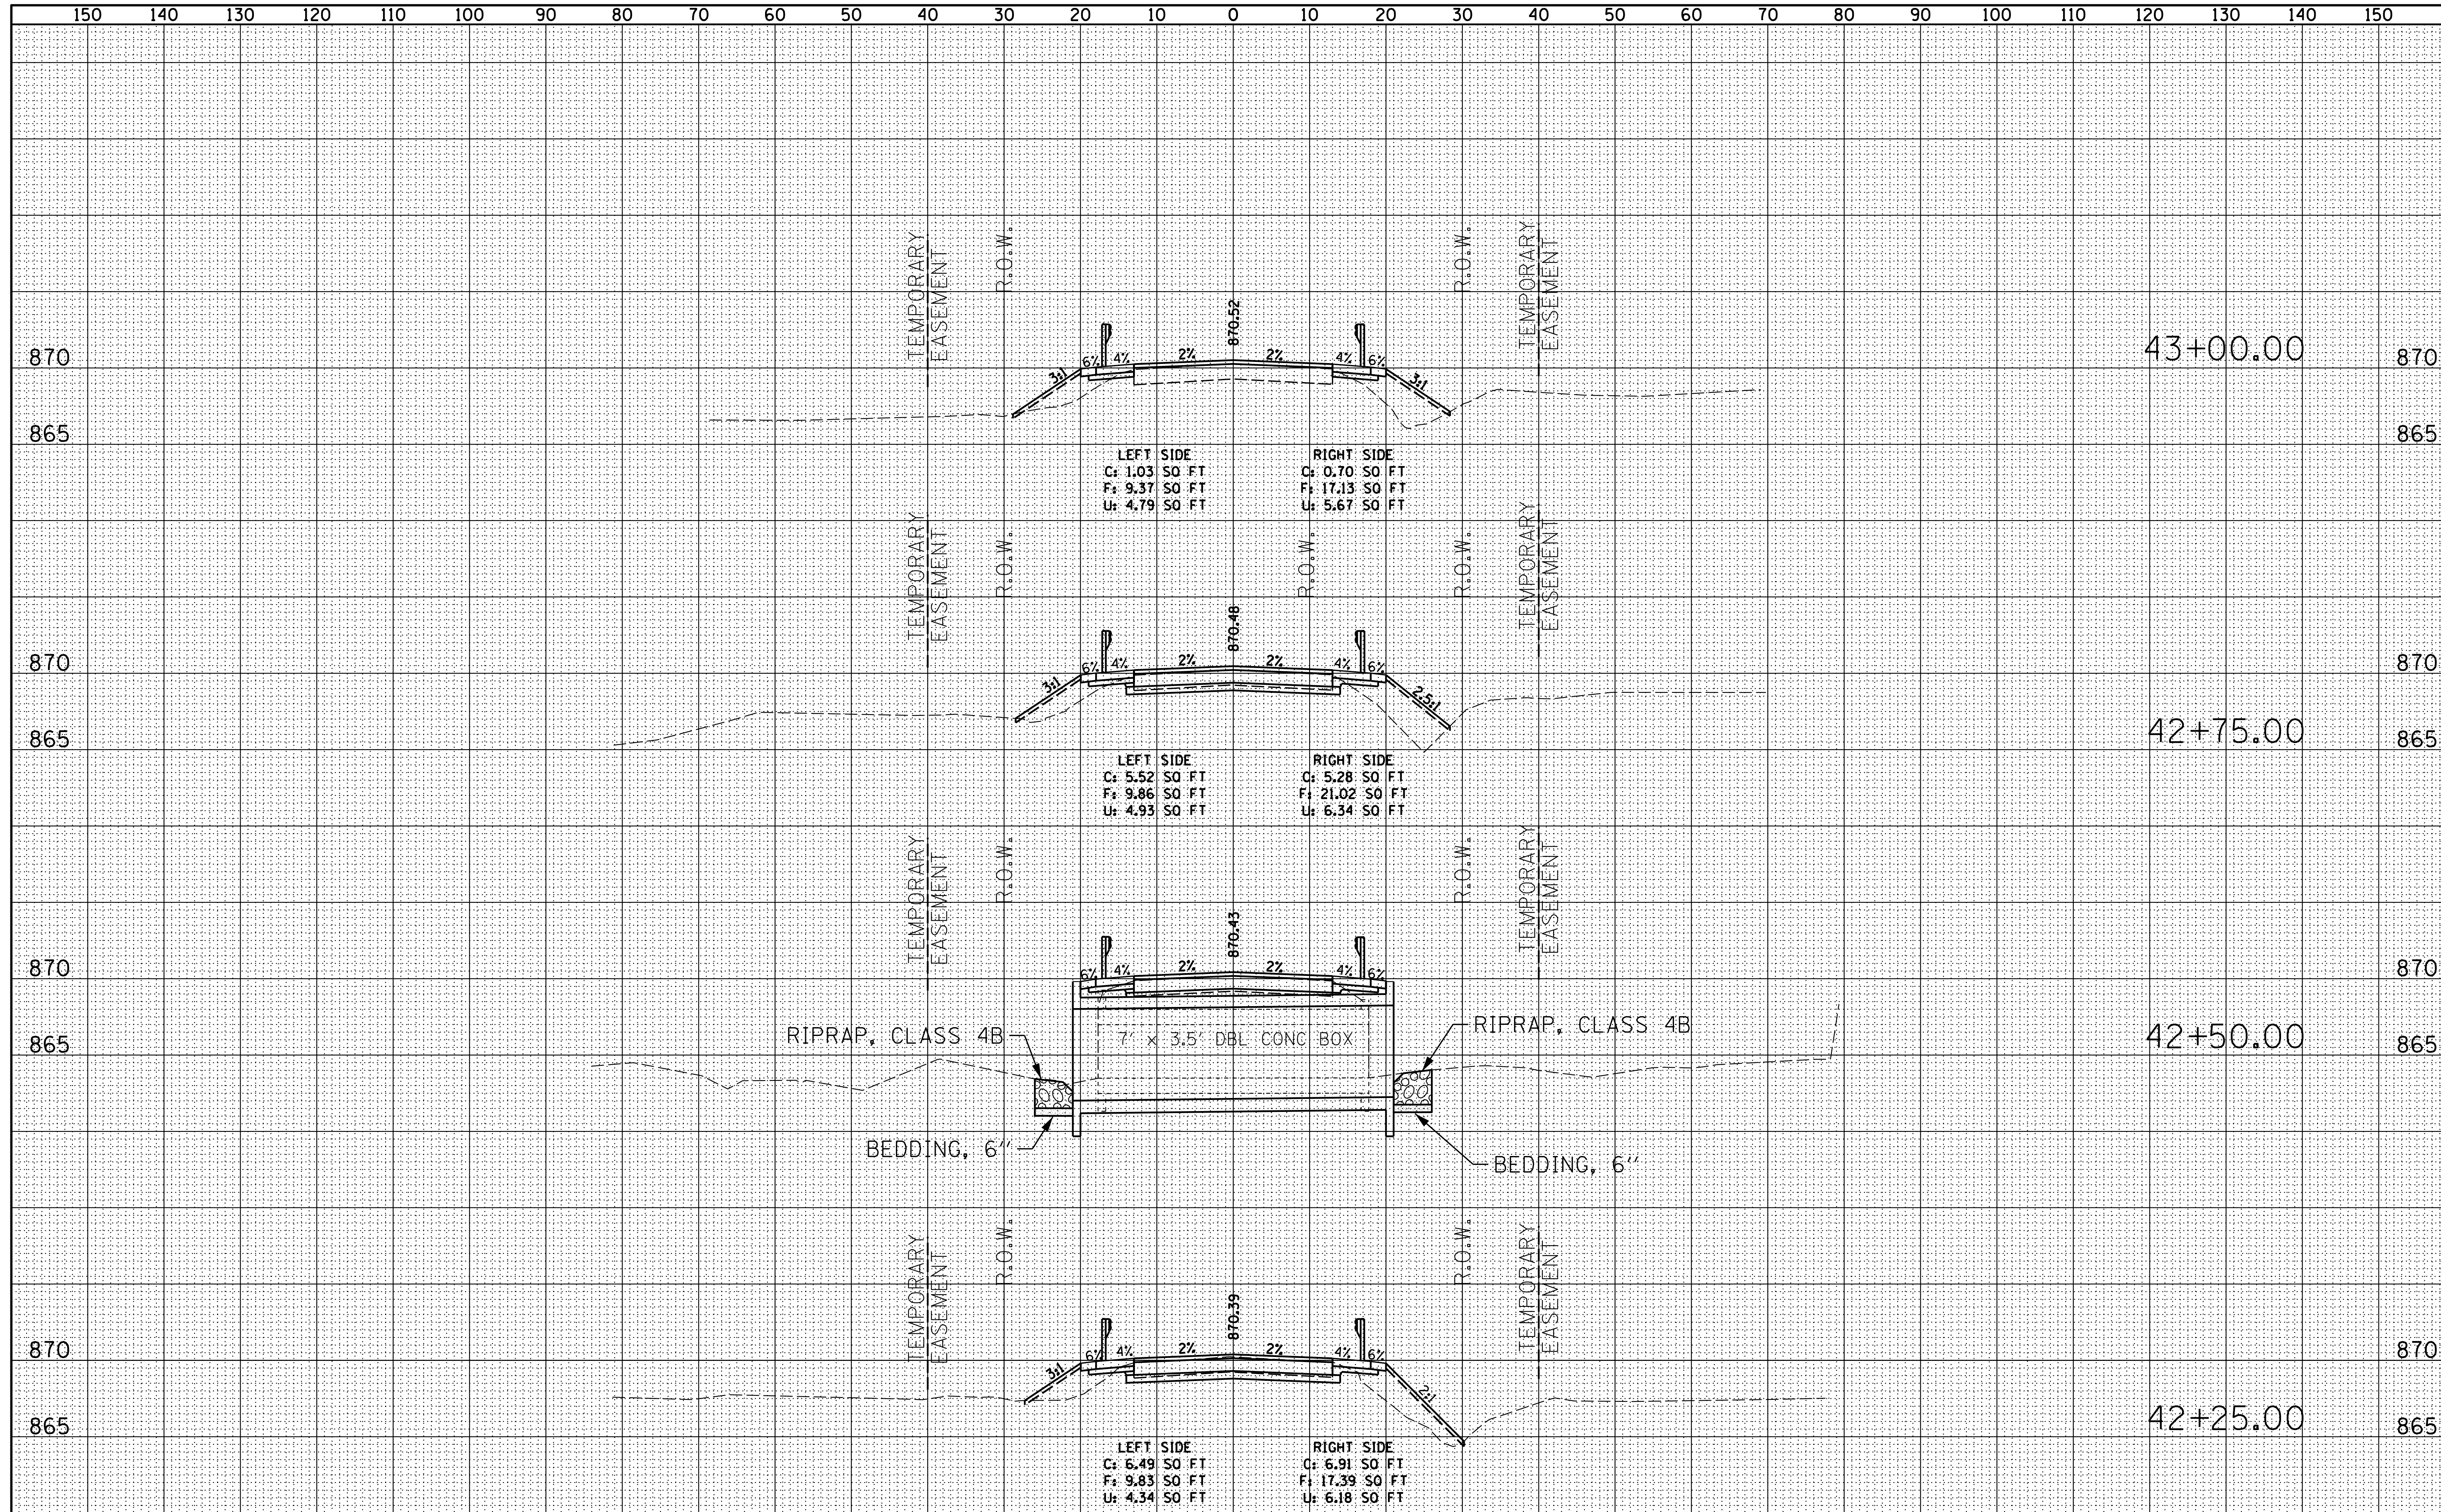 150 140 130 120 110 100 90 80 70 60 50 40 30 20 10 0 10 20 30 40 50 60 70 80 90 100 110 120 130 140 150
TEMPORARY
EASEMENT
R.O.W.
870.52
R.O.W.
TEMPORARY
EASEMENT
870
3:1
6%
4%
2%
2%
4%
6%
3:1
43+00.00
870
865
865
LEFT SIDE
C: 1.03 SQ FT
F: 9.37 SQ FT
U: 4.79 SQ FT
RIGHT SIDE
C: 0.70 SQ FT
F: 17.13 SQ FT
U: 5.67 SQ FT
TEMPORARY
EASEMENT
R.O.W.
870.48
R.O.W.
R.O.W.
TEMPORARY
EASEMENT
870
3:1
6%
4%
2%
2%
4%
6%
2.5:1
870
865
42+75.00
865
LEFT SIDE
C: 5.52 SQ FT
F: 9.86 SQ FT
U: 4.93 SQ FT
RIGHT SIDE
C: 5.28 SQ FT
F: 21.02 SQ FT
U: 6.34 SQ FT
TEMPORARY
EASEMENT
R.O.W.
870.43
R.O.W.
TEMPORARY
EASEMENT
870
6%
4%
2%
2%
4%
6%
870
RIPRAP, CLASS 4B
7' x 3.5' DBL CONC BOX
RIPRAP, CLASS 4B
865
42+50.00
865
BEDDING, 6"
BEDDING, 6"
TEMPORARY
EASEMENT
R.O.W.
870.39
R.O.W.
TEMPORARY
EASEMENT
870
3:1
6%
4%
2%
2%
4%
6%
2:1
870
865
42+25.00
865
LEFT SIDE
C: 6.49 SQ FT
F: 9.83 SQ FT
U: 4.34 SQ FT
RIGHT SIDE
C: 6.91 SQ FT
F: 17.39 SQ FT
U: 6.18 SQ FT